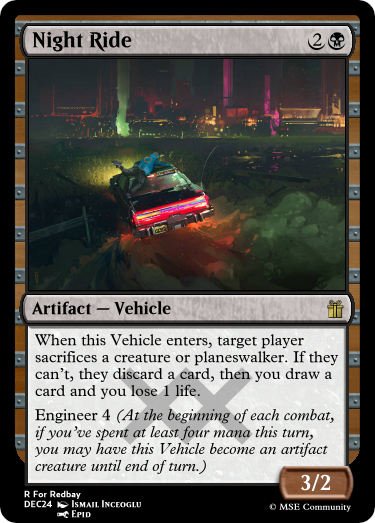 Night Ride
2
Artifact — Vehicle
When this Vehicle enters, target player
sacrifices a creature or planeswalker. If they
can't, they discard a card, then you draw a
card and you lose 1 life.
Engineer 4 (At the beginning of each combat,
if you've spent at least four mana this turn,
you may have this Vehicle become an artifact
creature until end of turn.)
3/2
R For Redbay
DEC24 Ismail Inceoglu
Epid
© MSE Community